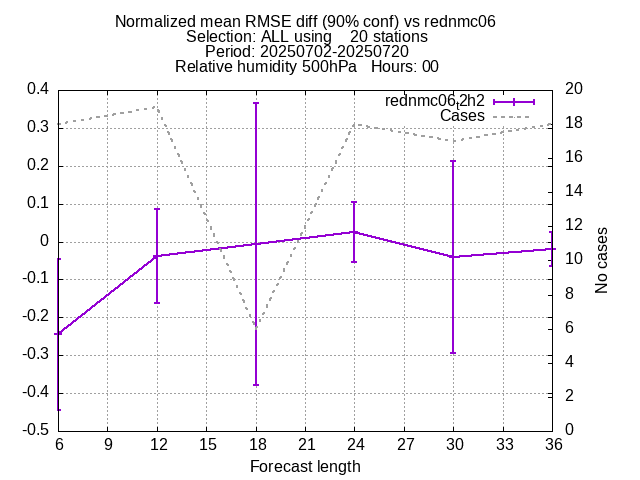 Normalized mean RMSE diff (90% conf) vs rednmc06
Selection: ALL using    20 stations
Period: 20250702-20250720
Relative humidity 500hPa   Hours: 00
rednmc06,2h2
Cases
0.4
0.3
0.2
0.1
0
-0.1
-0.2
-0.3
-0.4
-0.5
20
18
16
14
12
10
8
6
4
2
0
No cases
6 9 12 15 18 21 24 27 30 33 36
Forecast length